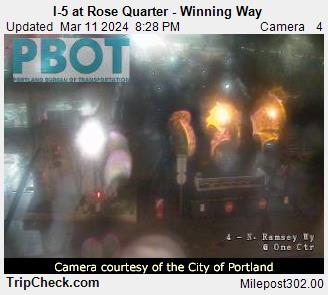 I-5 at Rose Quarter - Winning Way
Updated Mar 11 2024 8:28 PM Camera 4
PBOT
PORTLAND BUREAU OF TRANSPORTATION
4 - N. Ramsey Wy
@ One Ctr
Camera courtesy of the City of Portland
TripCheck.com Milepost302.00